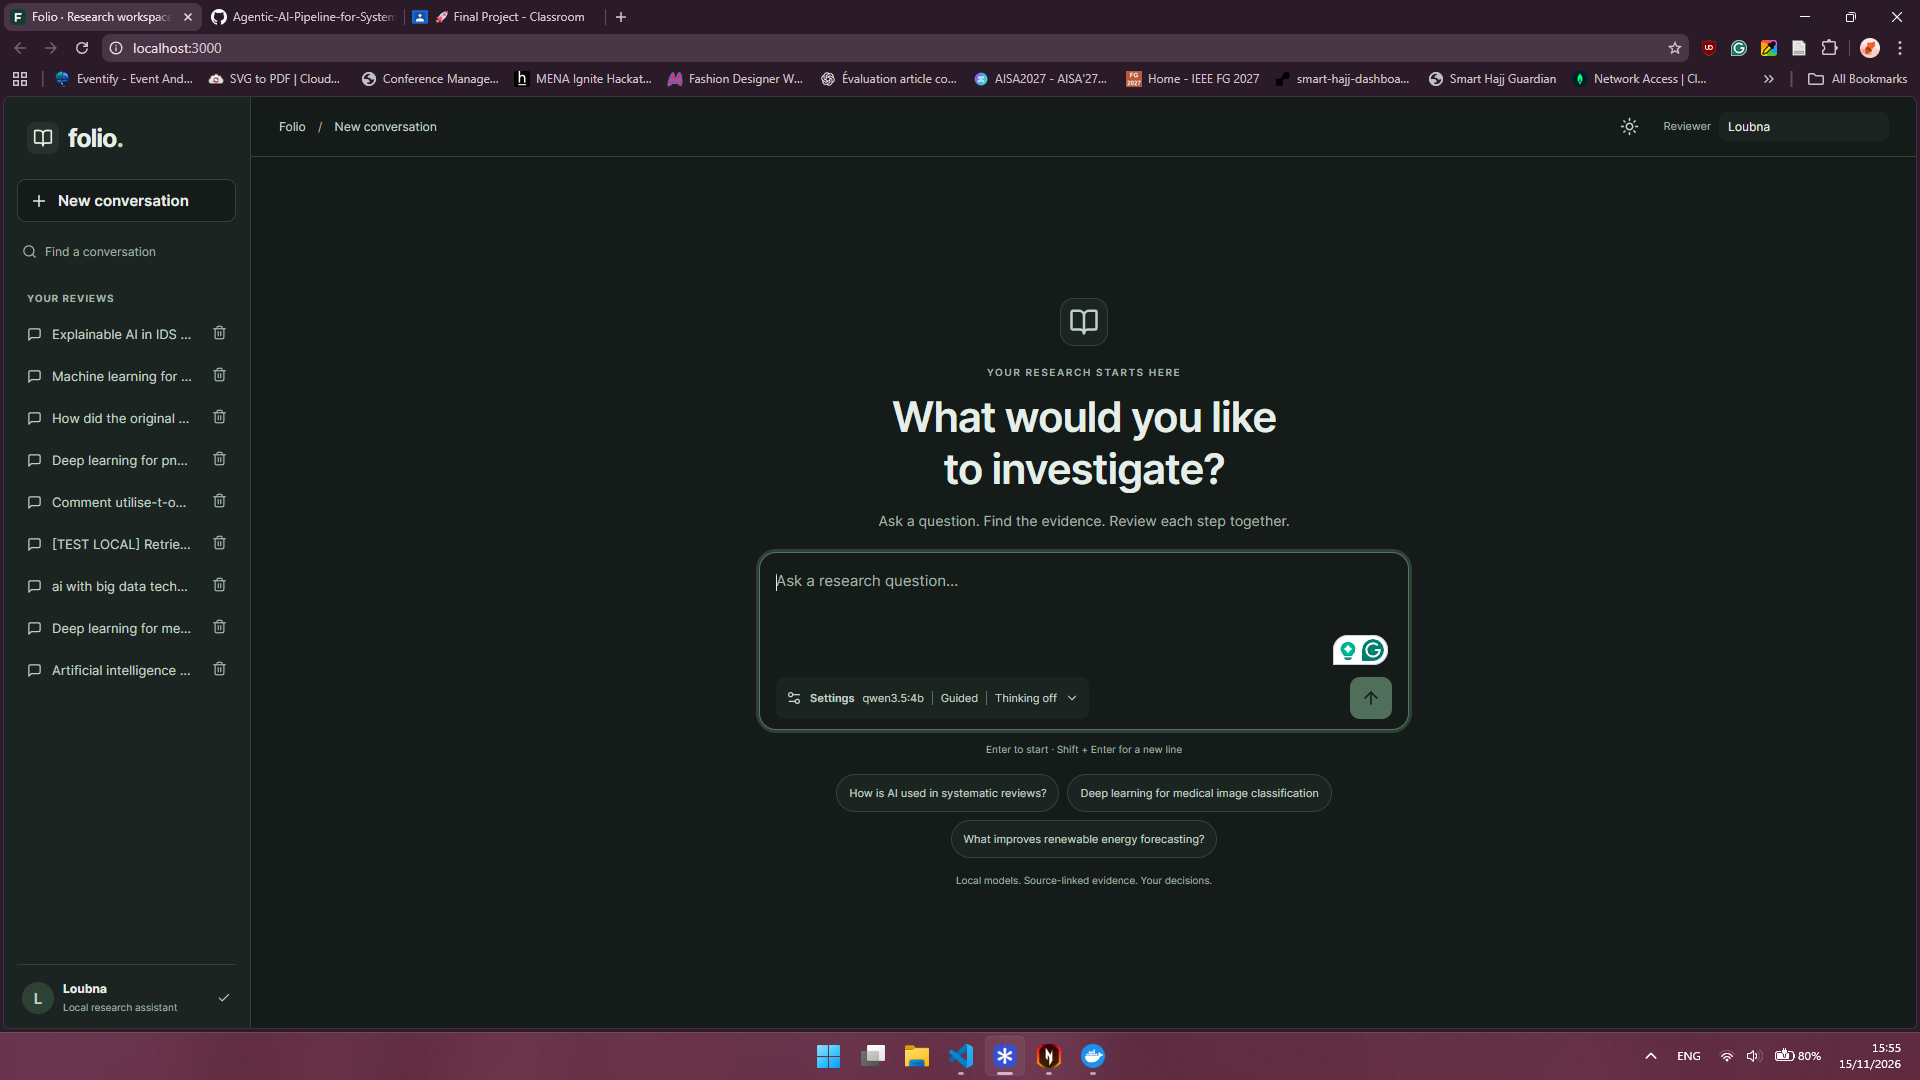 Folio · Research workspace
Agentic-AI-Pipeline-for-System
🚀 Final Project - Classroom
localhost:3000
Eventify - Event And...
SVG to PDF | Cloud...
Conference Manage...
MENA Ignite Hackat...
Fashion Designer W...
Évaluation article co...
AISA2027 - AISA'27...
Home - IEEE FG 2027
smart-hajj-dashboa...
Smart Hajj Guardian
Network Access | Cl...
All Bookmarks
folio.
Folio / New conversation
Reviewer Loubna
New conversation
Find a conversation
YOUR REVIEWS
Explainable AI in IDS ...
Machine learning for ...
How did the original ...
Deep learning for pn...
Comment utilise-t-o...
[TEST LOCAL] Retrie...
ai with big data tech...
Deep learning for me...
Artificial intelligence ...
YOUR RESEARCH STARTS HERE
What would you like
to investigate?
Ask a question. Find the evidence. Review each step together.
Ask a research question...
Settings qwen3.5:4b | Guided | Thinking off
Enter to start · Shift + Enter for a new line
How is AI used in systematic reviews?
Deep learning for medical image classification
What improves renewable energy forecasting?
Local models. Source-linked evidence. Your decisions.
L
Loubna
Local research assistant
ENG
80%
15:55
15/11/2026